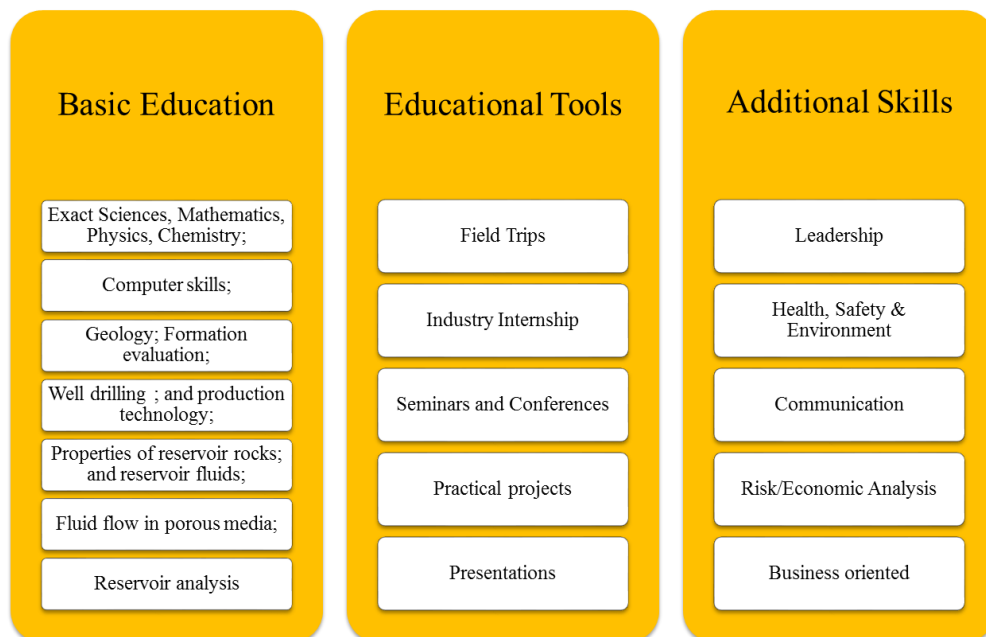 Basic Education
Exact Sciences, Mathematics,
Physics, Chemistry;
Computer skills;
Geology; Formation
evaluation;
Well drilling ; and production
technology;
Properties of reservoir rocks;
and reservoir fluids;
Fluid flow in porous media;
Reservoir analysis
Educational Tools
Field Trips
Industry Internship
Seminars and Conferences
Practical projects
Presentations
Additional Skills
Leadership
Health, Safety &
Environment
Communication
Risk/Economic Analysis
Business oriented